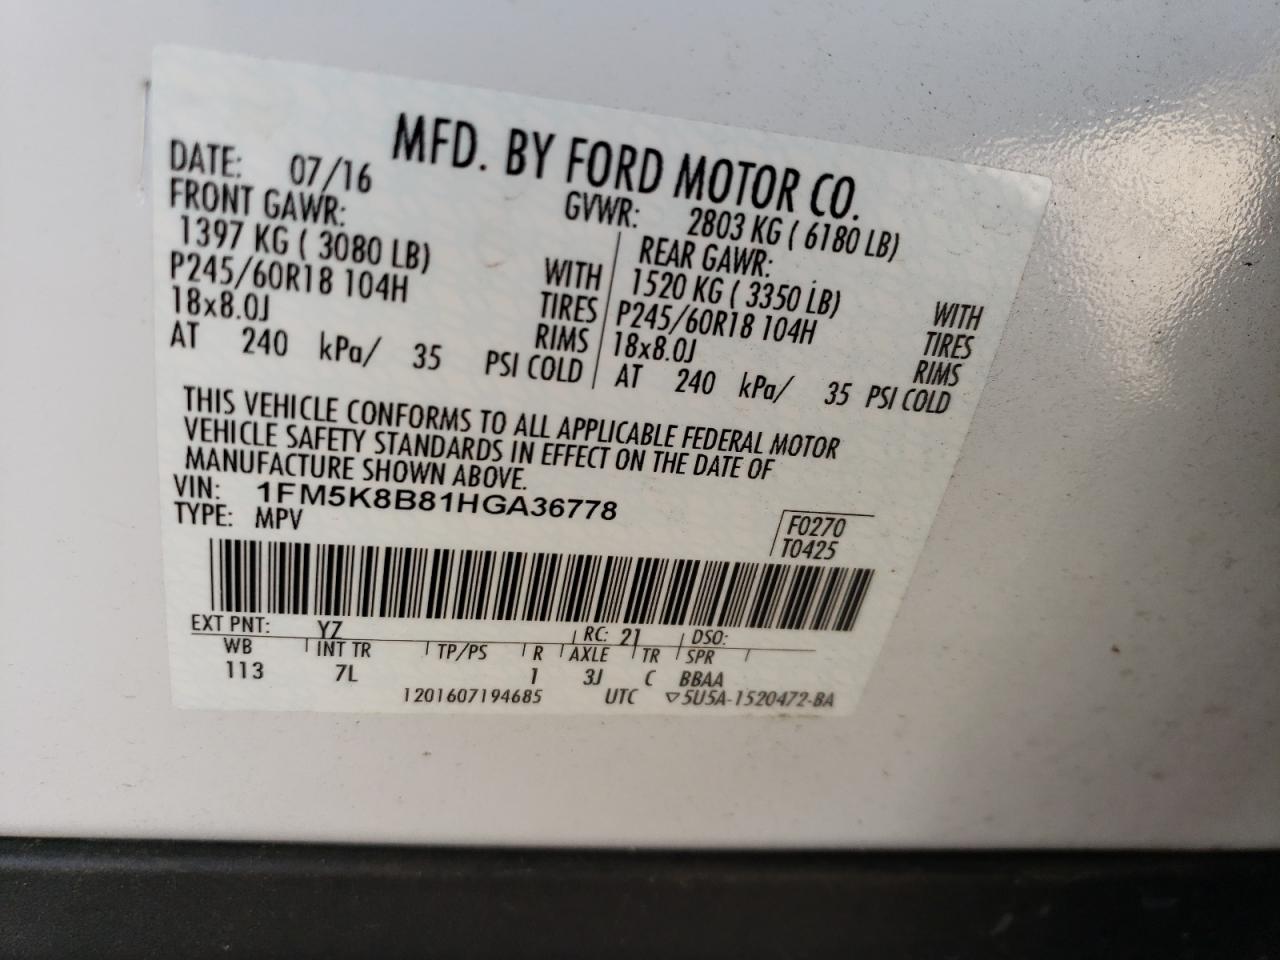 MFD. BY FORD MOTOR CO.
DATE: 07/16 GVWR: 2803 KG ( 6180 LB)
FRONT GAWR: REAR GAWR:
1397 KG ( 3080 LB) WITH 1520 KG ( 3350 LB) WITH
P245/60R18 104H TIRES P245/60R18 104H TIRES
18x8.0J RIMS 18x8.0J RIMS
AT 240 kPa/ 35 PSI COLD AT 240 kPa/ 35 PSI COLD
THIS VEHICLE CONFORMS TO ALL APPLICABLE FEDERAL MOTOR
VEHICLE SAFETY STANDARDS IN EFFECT ON THE DATE OF
MANUFACTURE SHOWN ABOVE.
VIN: 1FM5K8B81HGA36778
TYPE: MPV
F0270
T0425
EXT PNT: YZ RC: 21 DSO:
WB INT TR TP/PS R AXLE TR SPR
113 7L 1 3J C BBAA
1201607194685 UTC ▽5U5A-1520472-BA